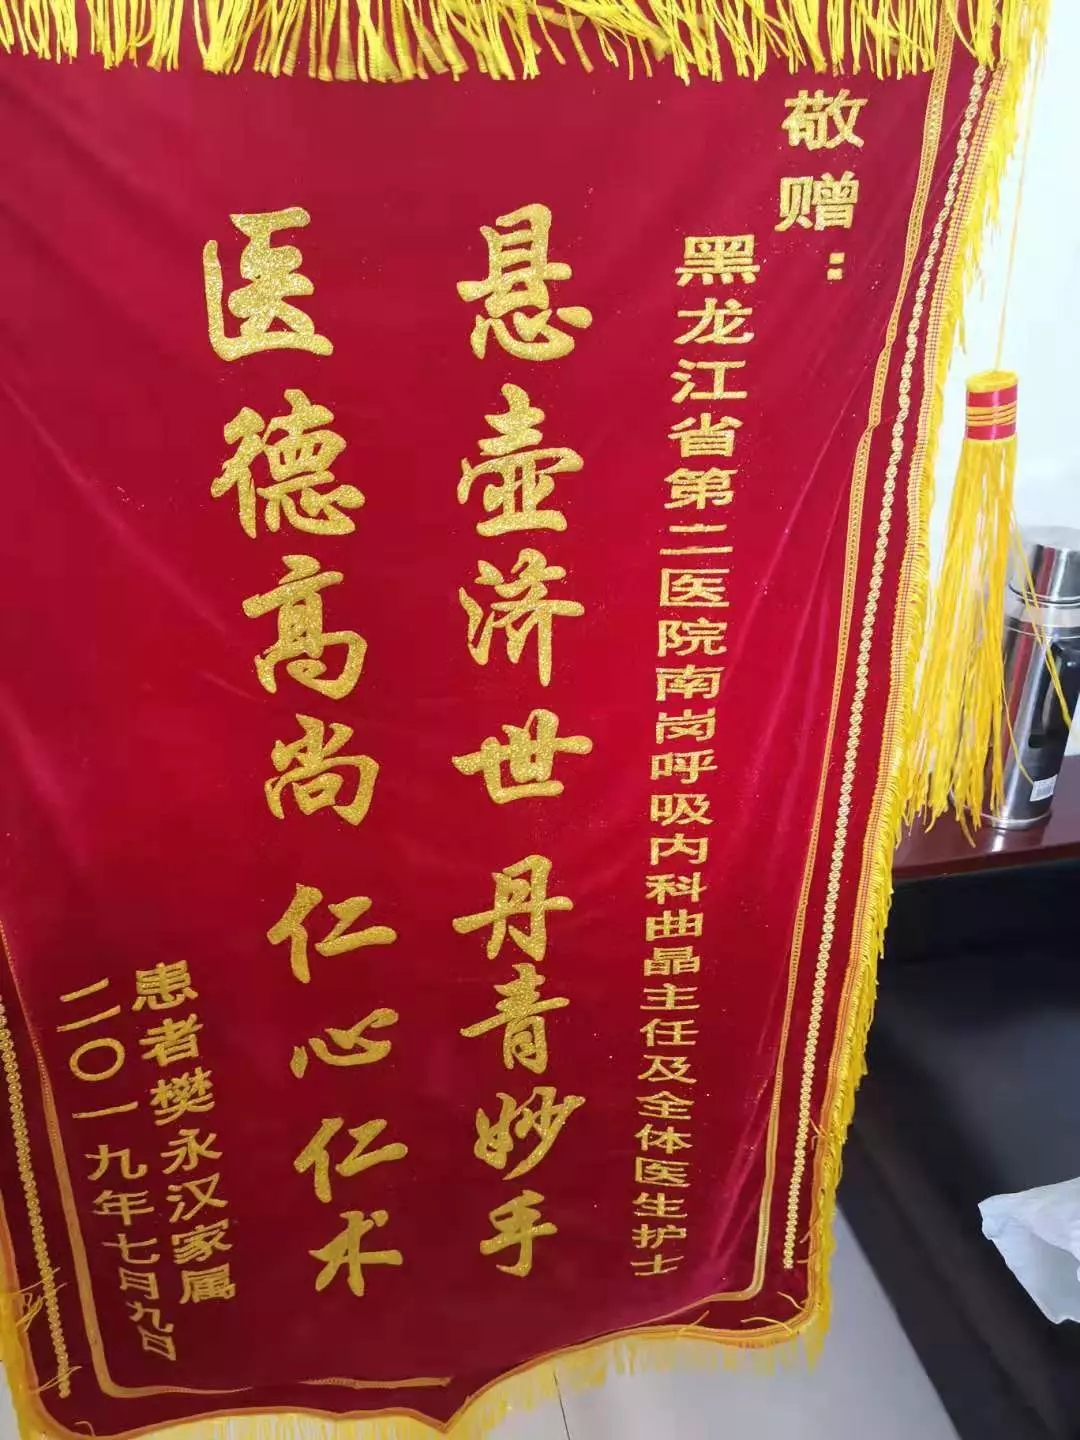 敬赠：
黑龙江省第二医院南岗呼吸内科曲晶主任及全体医生护士
悬壶济世 丹青妙手
医德高尚 仁心仁术
患者樊永汉家属
二〇一九年七月九日